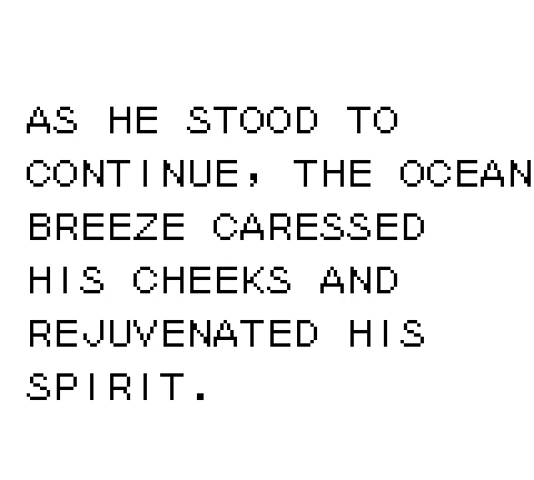 AS HE STOOD TO
CONTINUE, THE OCEAN
BREEZE CARESSED
HIS CHEEKS AND
REJUVENATED HIS
SPIRIT.